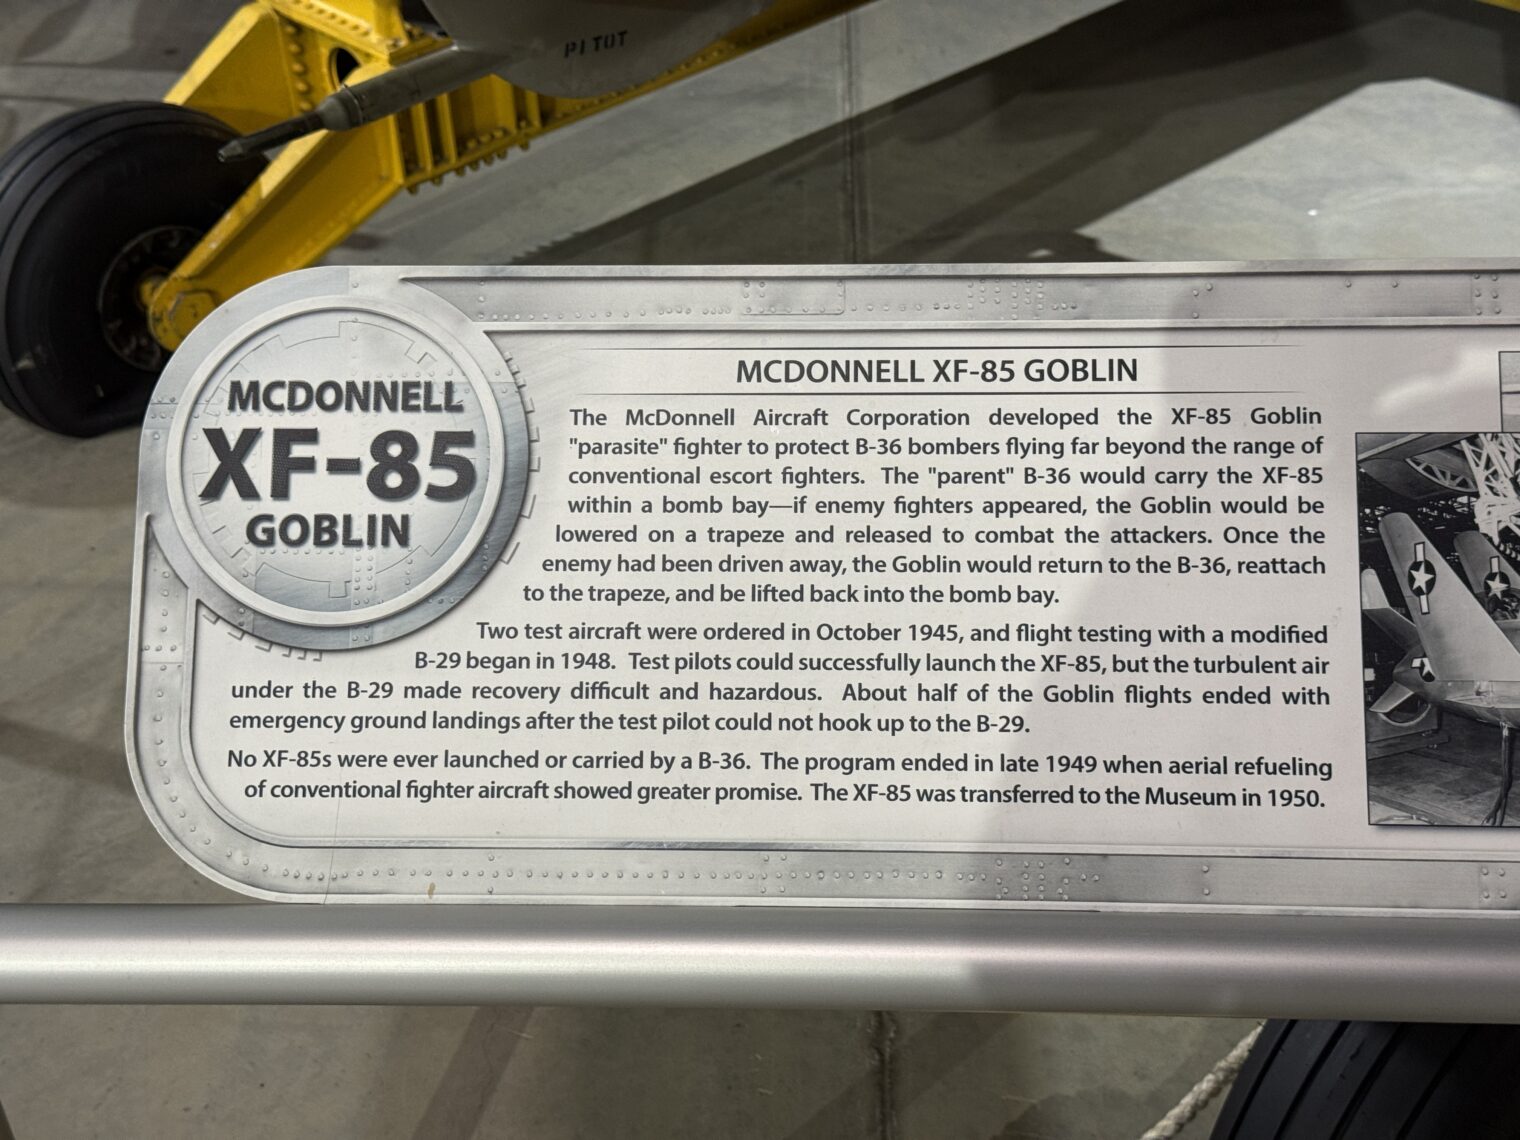 PITOT
MCDONNELL
XF-85
GOBLIN
MCDONNELL XF-85 GOBLIN
The McDonnell Aircraft Corporation developed the XF-85 Goblin
"parasite" fighter to protect B-36 bombers flying far beyond the range of
conventional escort fighters. The "parent" B-36 would carry the XF-85
within a bomb bay—if enemy fighters appeared, the Goblin would be
lowered on a trapeze and released to combat the attackers. Once the
enemy had been driven away, the Goblin would return to the B-36, reattach
to the trapeze, and be lifted back into the bomb bay.
Two test aircraft were ordered in October 1945, and flight testing with a modified
B-29 began in 1948. Test pilots could successfully launch the XF-85, but the turbulent air
under the B-29 made recovery difficult and hazardous. About half of the Goblin flights ended with
emergency ground landings after the test pilot could not hook up to the B-29.
No XF-85s were ever launched or carried by a B-36. The program ended in late 1949 when aerial refueling
of conventional fighter aircraft showed greater promise. The XF-85 was transferred to the Museum in 1950.